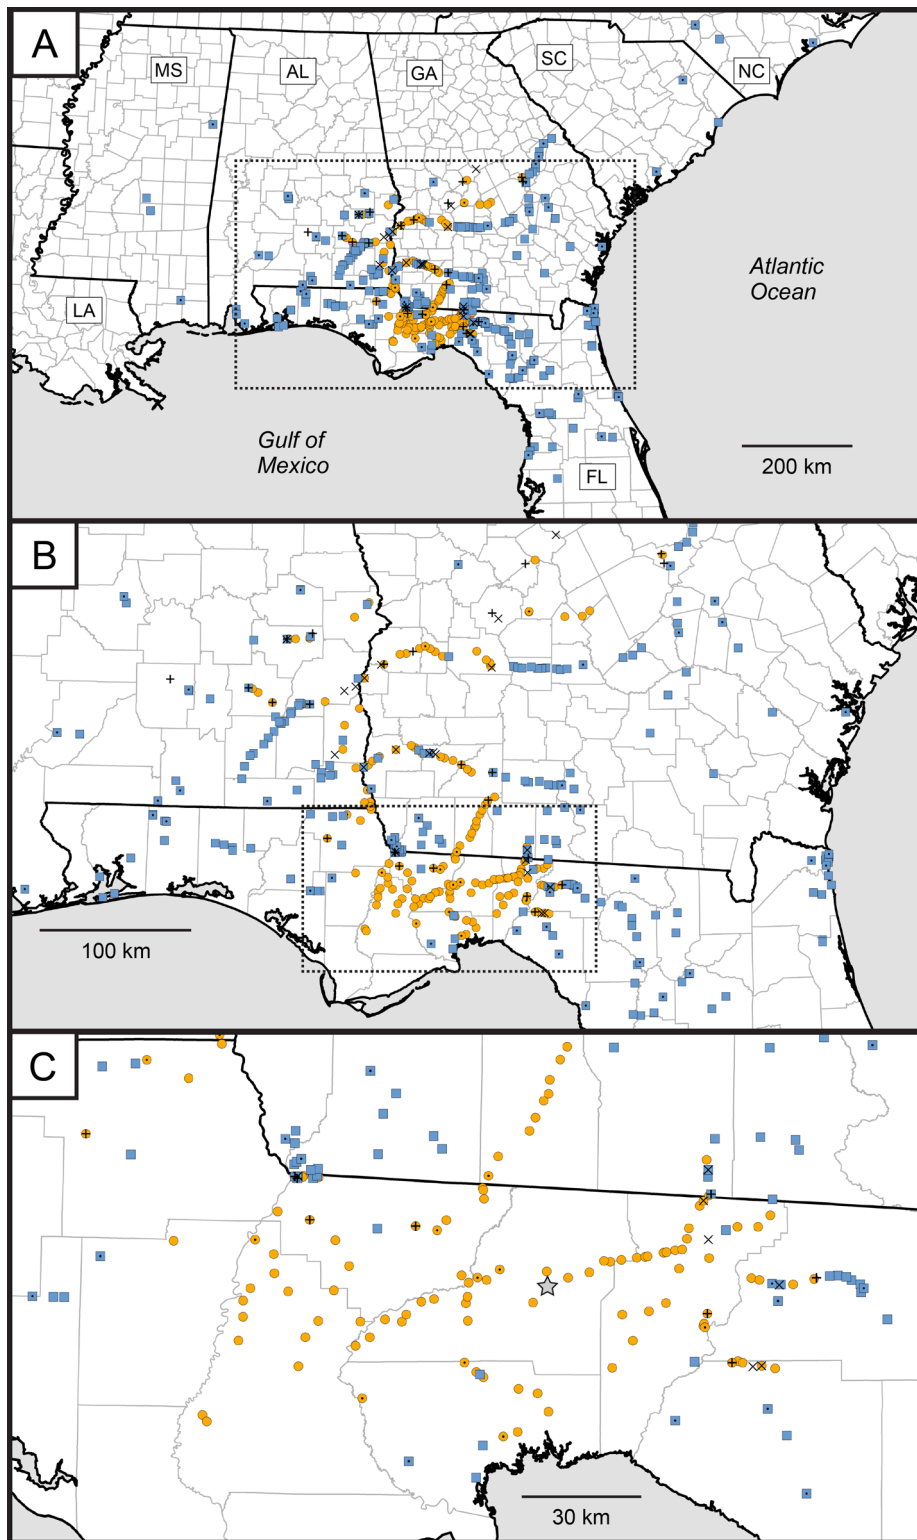 A
MS
AL
GA
SC
NC
LA
Atlantic
Ocean
Gulf of
Mexico
200 km
FL
B
100 km
C
30 km